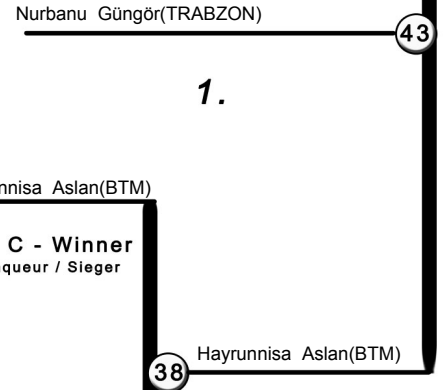 Nurbanu Güngör(TRABZON)
43
1.
Aslan(BTM)
C - Winner
/ Sieger
Hayrunnisa Aslan(BTM)
38